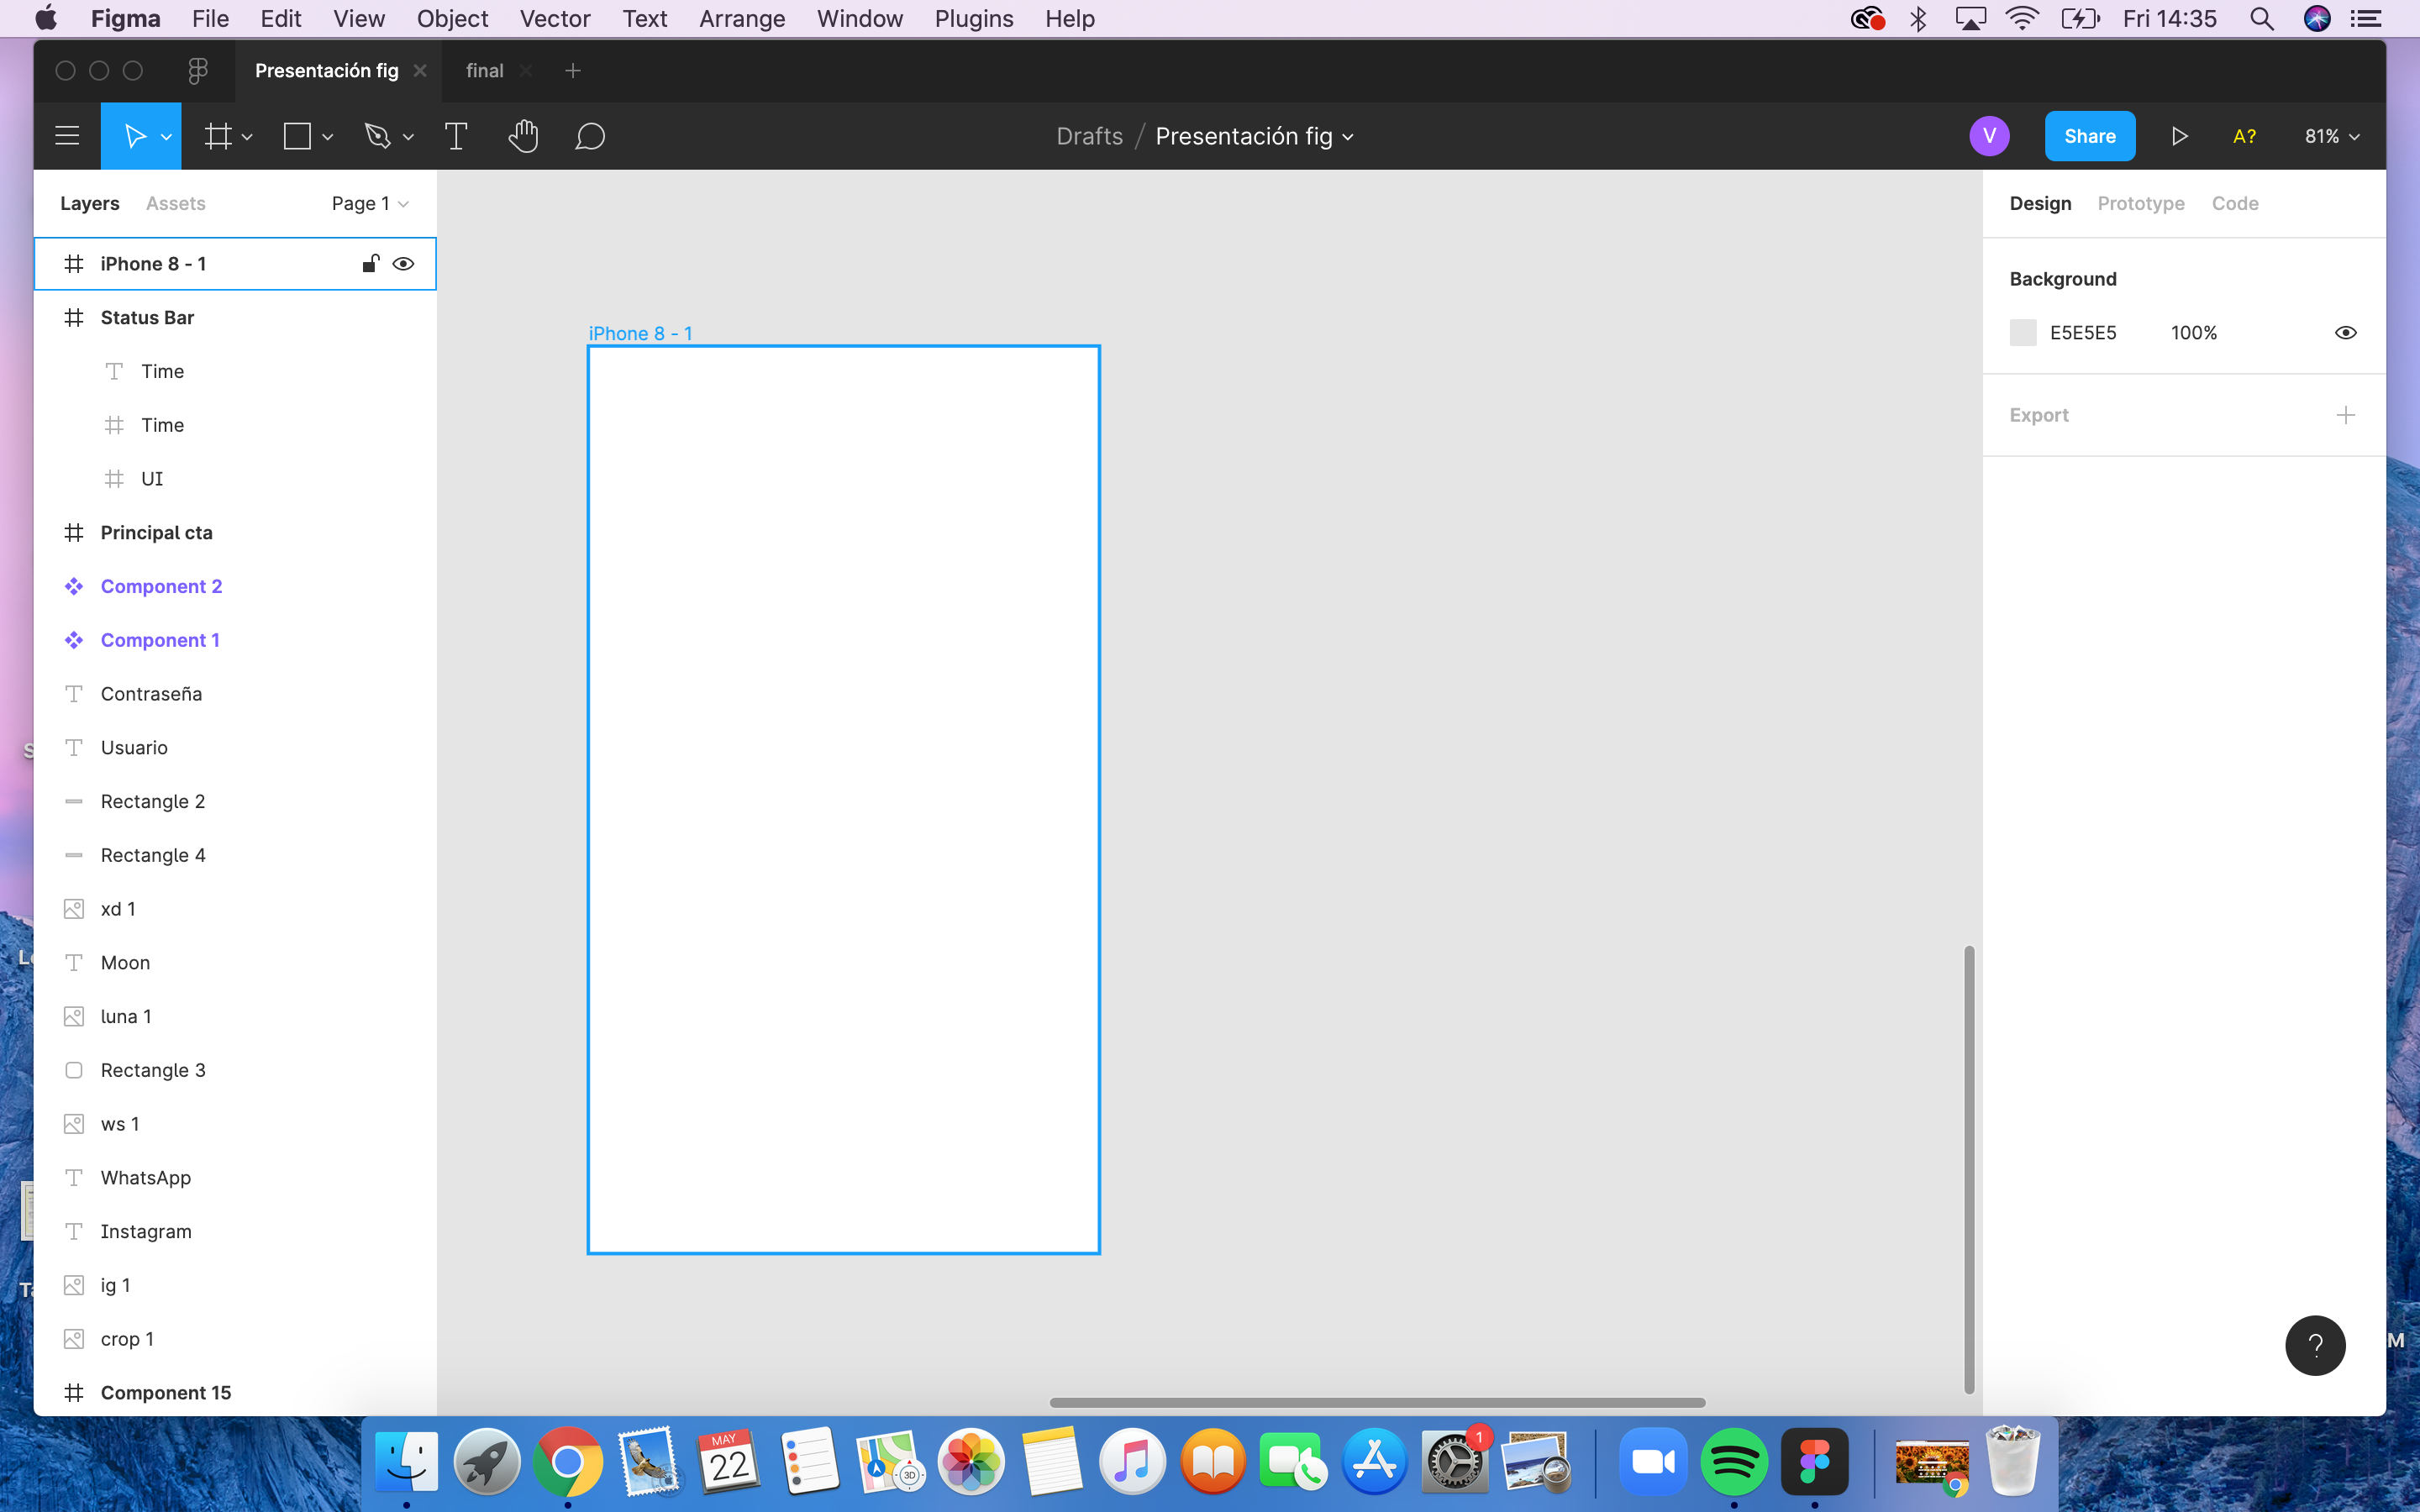 Figma File Edit View Object Vector Text Arrange Window Plugins Help Fri 14:35
Presentación fig final
Drafts / Presentación fig V Share A? 81%
Layers Assets Page 1
Design Prototype Code
iPhone 8 - 1
Status Bar
Time
Time
UI
Principal cta
Component 2
Component 1
Contraseña
Usuario
Rectangle 2
Rectangle 4
xd 1
Moon
luna 1
Rectangle 3
ws 1
WhatsApp
Instagram
ig 1
crop 1
Component 15
iPhone 8 - 1
Background
E5E5E5 100%
Export
?
M
MAY
22
3D
1